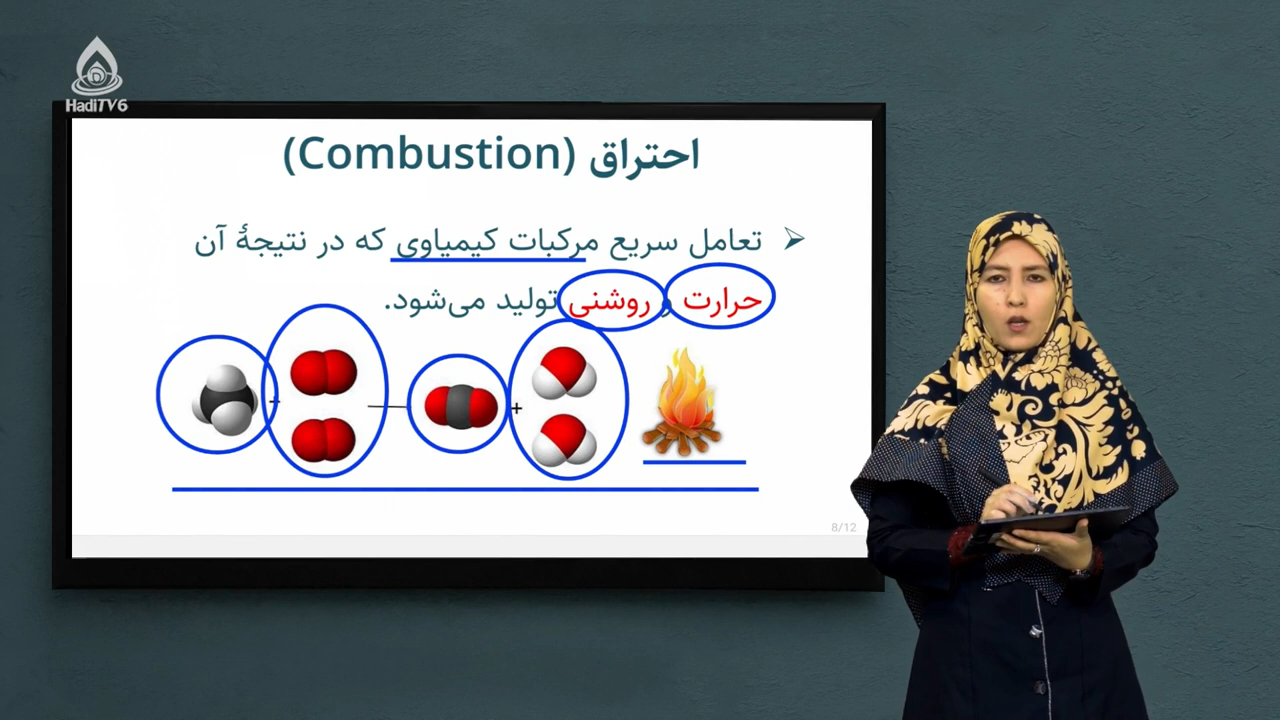 HadiTV6
احتراق (Combustion)
تعامل سریع مرکبات کیمیاوی که در نتیجهٔ آن
حرارت و روشنی تولید می‌شود.
+
+
8/12